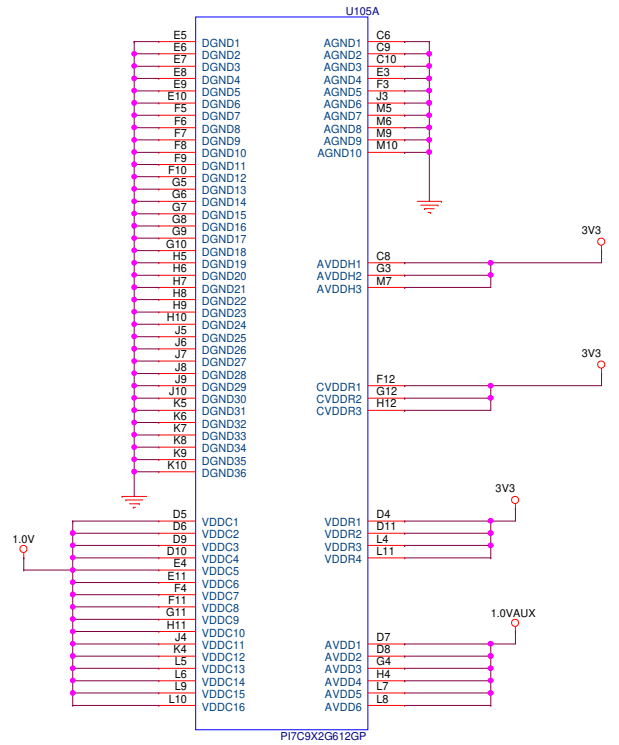 U105A
E5 DGND1 AGND1 C6
E6 DGND2 AGND2 C9
E7 DGND3 AGND3 C10
E8 DGND4 AGND4 E3
E9 DGND5 AGND5 F3
E10 DGND6 AGND6 J3
F5 DGND7 AGND7 M5
F6 DGND8 AGND8 M6
F7 DGND9 AGND9 M9
F8 DGND10 AGND10 M10
F9 DGND11
F10 DGND12
G5 DGND13
G6 DGND14
G7 DGND15
G8 DGND16
G9 DGND17
3V3
G10 DGND18
H5 DGND19 AVDDH1 C8
H6 DGND20 AVDDH2 G3
H7 DGND21 AVDDH3 M7
H8 DGND22
H9 DGND23
H10 DGND24
J5 DGND25
J6 DGND26
J7 DGND27
3V3
J8 DGND28
J9 DGND29 CVDDR1 F12
J10 DGND30 CVDDR2 G12
K5 DGND31 CVDDR3 H12
K6 DGND32
K7 DGND33
K8 DGND34
K9 DGND35
K10 DGND36
3V3
D5 VDDC1 VDDR1 D4
D6 VDDC2 VDDR2 D11
1.0V
D9 VDDC3 VDDR3 L4
D10 VDDC4 VDDR4 L11
E4 VDDC5
E11 VDDC6
F4 VDDC7
F11 VDDC8
1.0VAUX
G11 VDDC9
H11 VDDC10
J4 VDDC11 AVDD1 D7
K4 VDDC12 AVDD2 D8
L5 VDDC13 AVDD3 G4
L6 VDDC14 AVDD4 H4
L9 VDDC15 AVDD5 L7
L10 VDDC16 AVDD6 L8
PI7C9X2G612GP